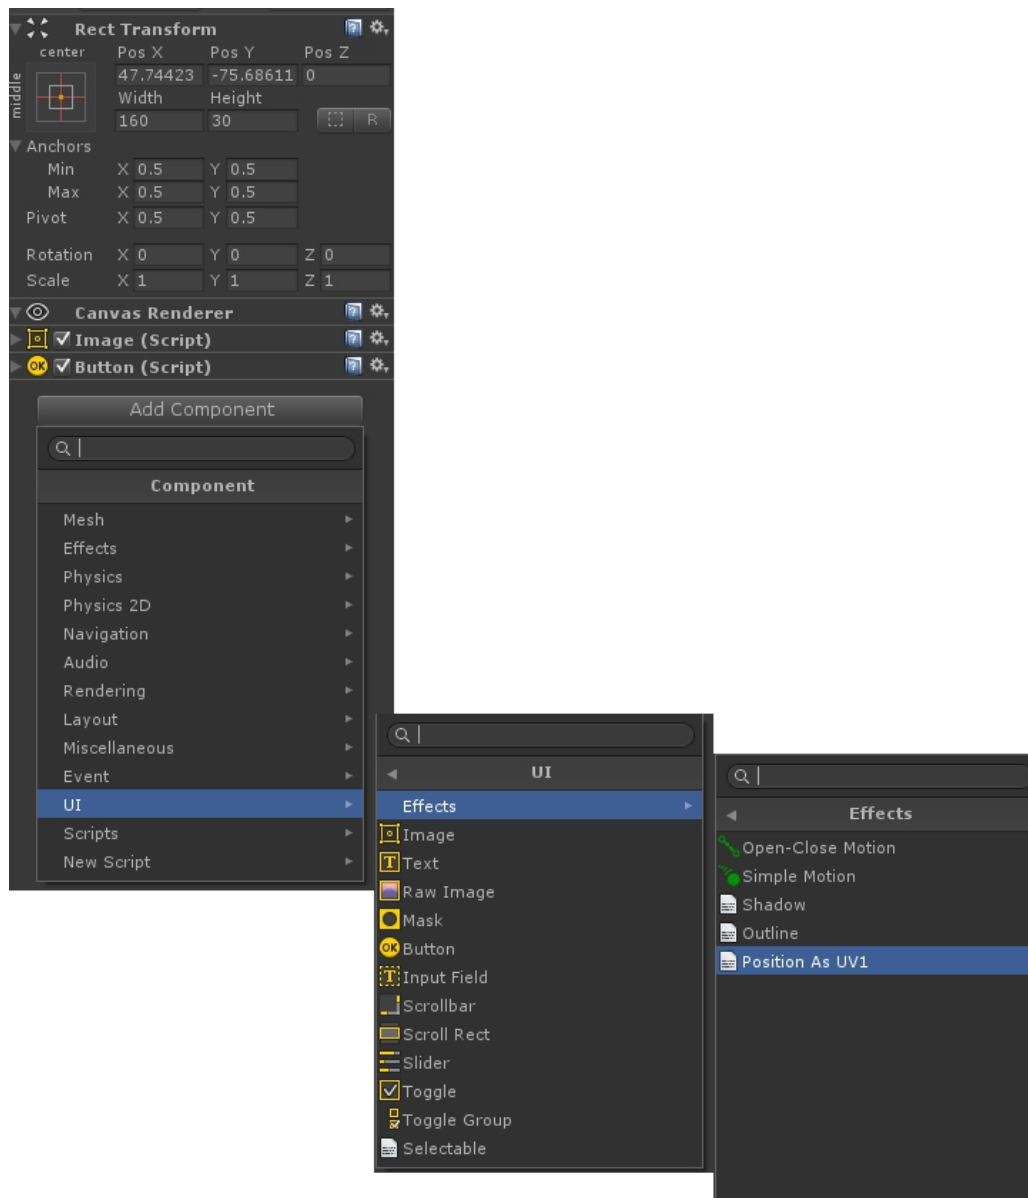 Rect Transform
center Pos X Pos Y Pos Z
middle 47.74423 -75.68611 0
Width Height
160 30 R
Anchors
Min X 0.5 Y 0.5
Max X 0.5 Y 0.5
Pivot X 0.5 Y 0.5
Rotation X 0 Y 0 Z 0
Scale X 1 Y 1 Z 1
Canvas Renderer
Image (Script)
OK Button (Script)
Add Component
Component
Mesh
Effects
Physics
Physics 2D
Navigation
Audio
Rendering
Layout
Miscellaneous
Event
UI
Scripts
New Script
UI
Effects
Image
T Text
Raw Image
Mask
OK Button
T Input Field
Scrollbar
Scroll Rect
Slider
Toggle
Toggle Group
Selectable
Effects
Open-Close Motion
Simple Motion
Shadow
Outline
Position As UV1